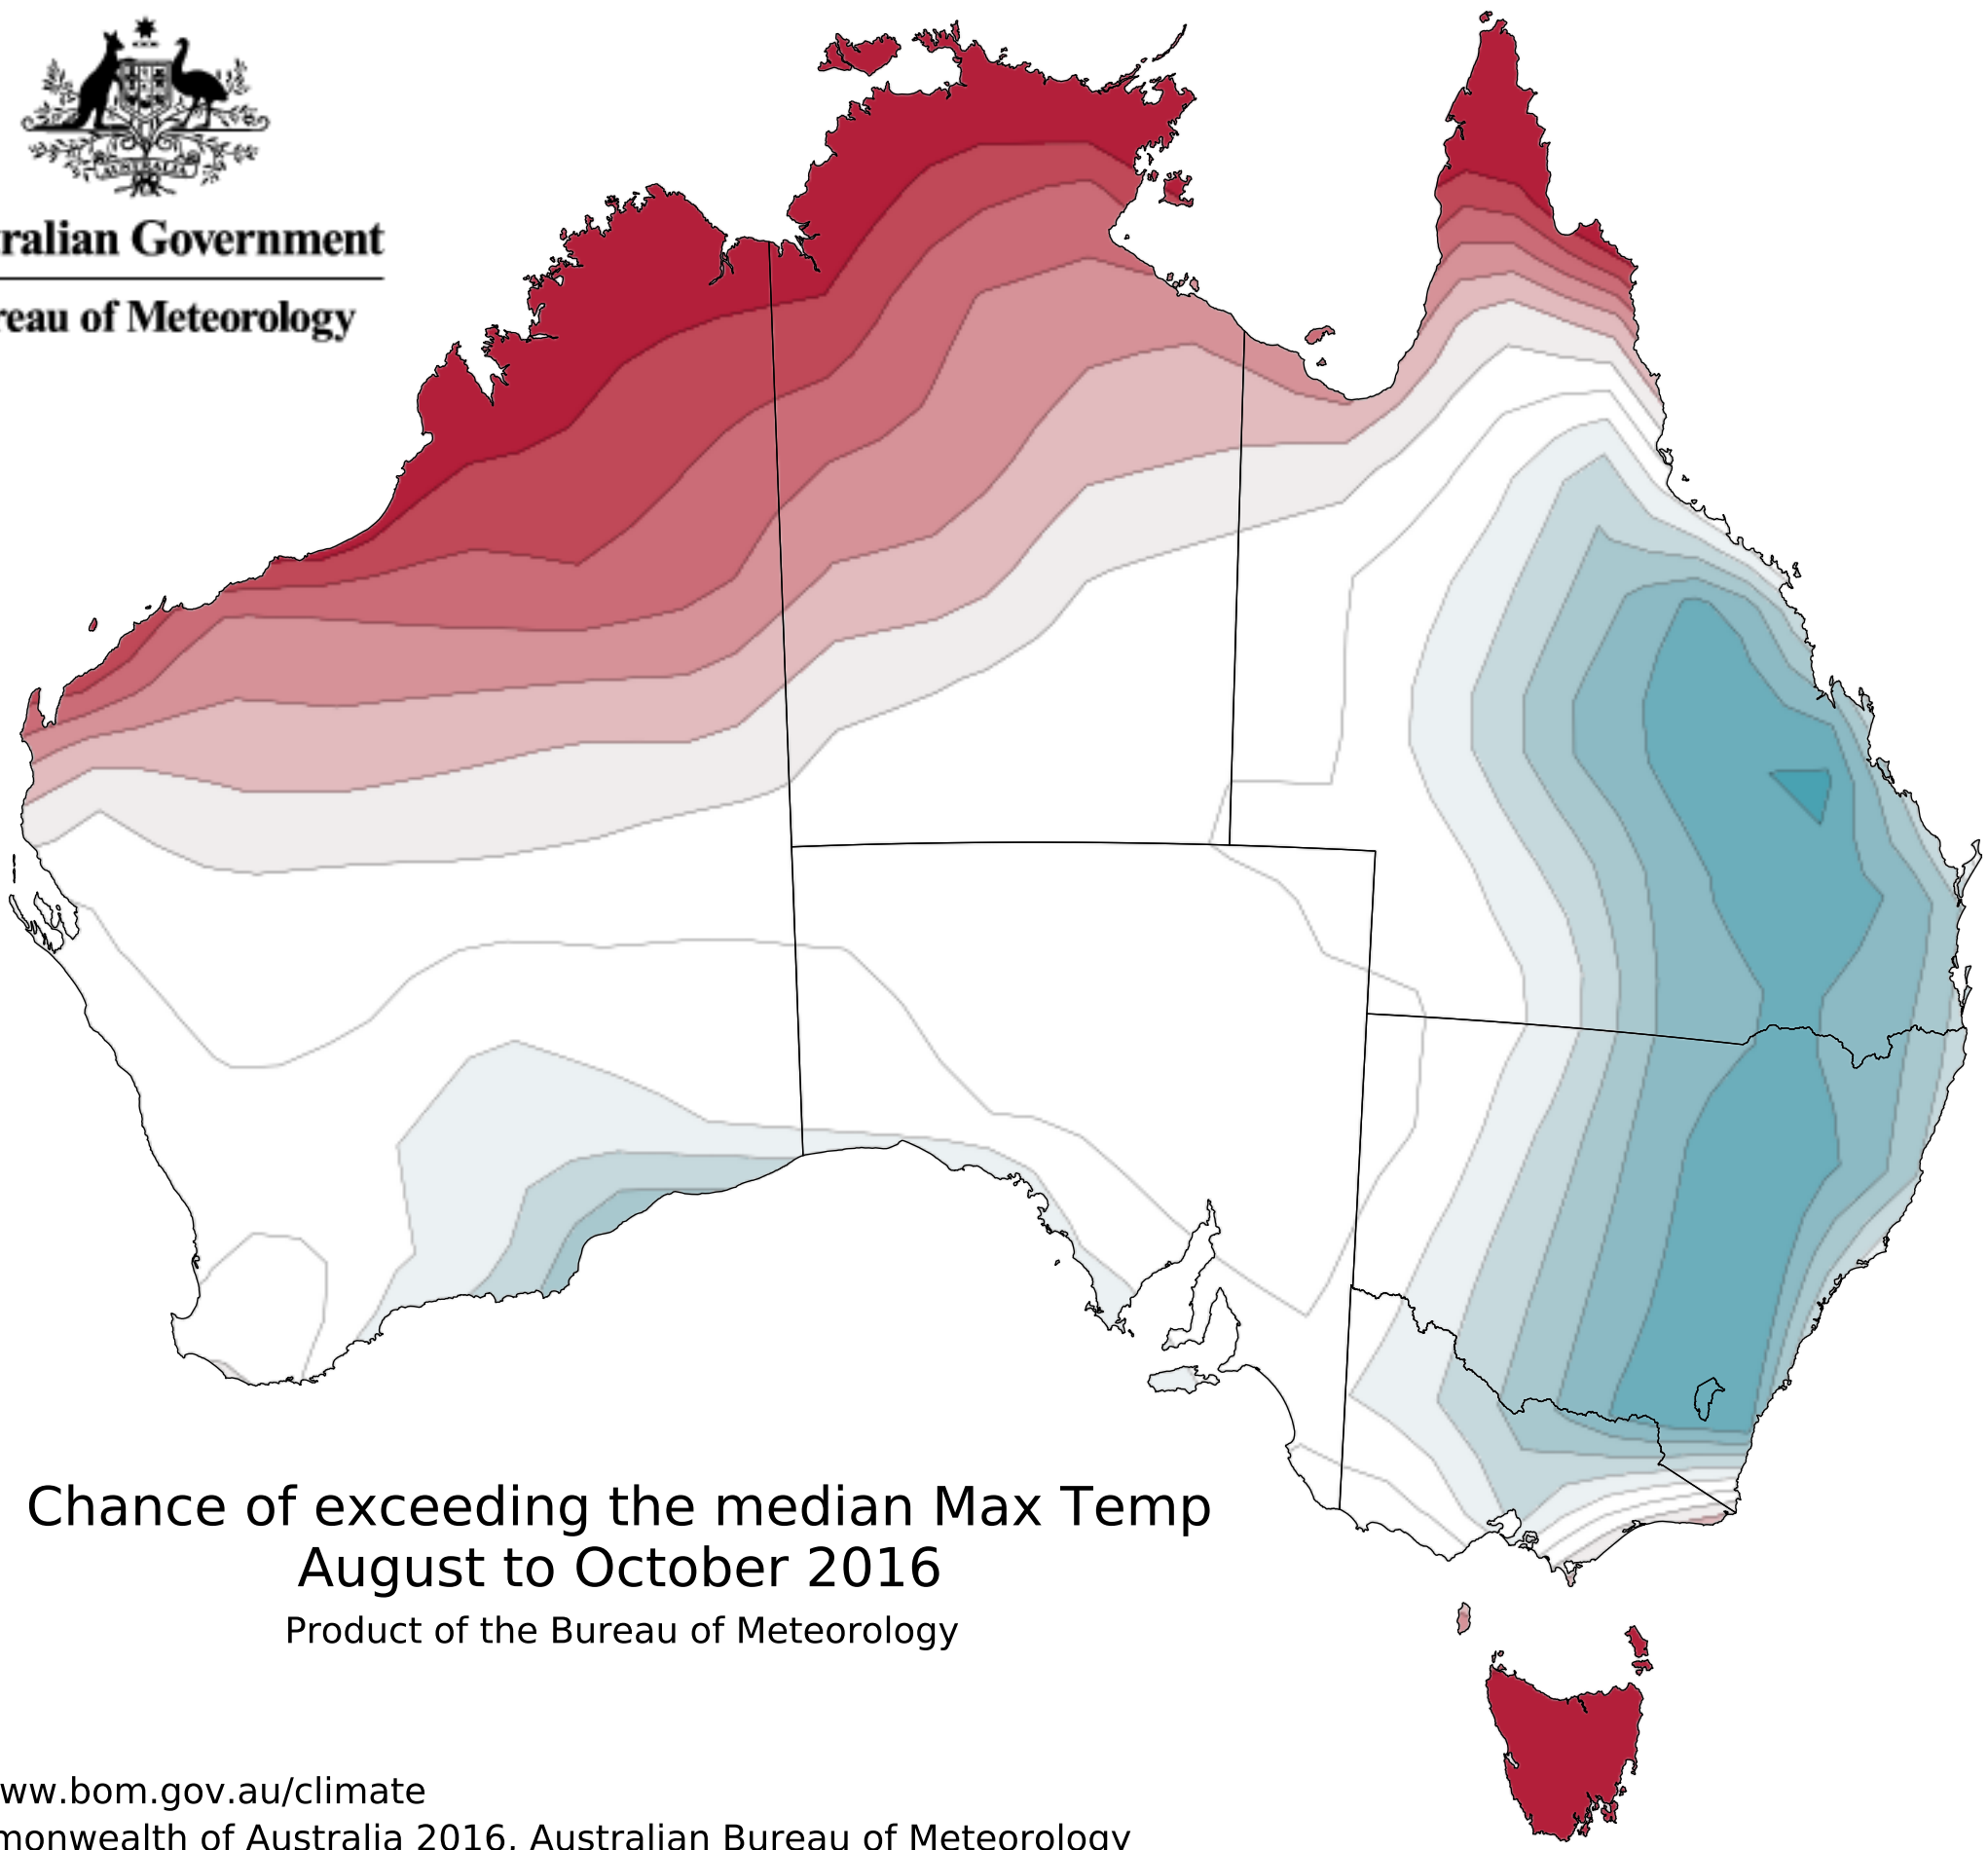 AUSTRALIA
ralian Government
reau of Meteorology
Chance of exceeding the median Max Temp
August to October 2016
Product of the Bureau of Meteorology
ww.bom.gov.au/climate
monwealth of Australia 2016, Australian Bureau of Meteorology